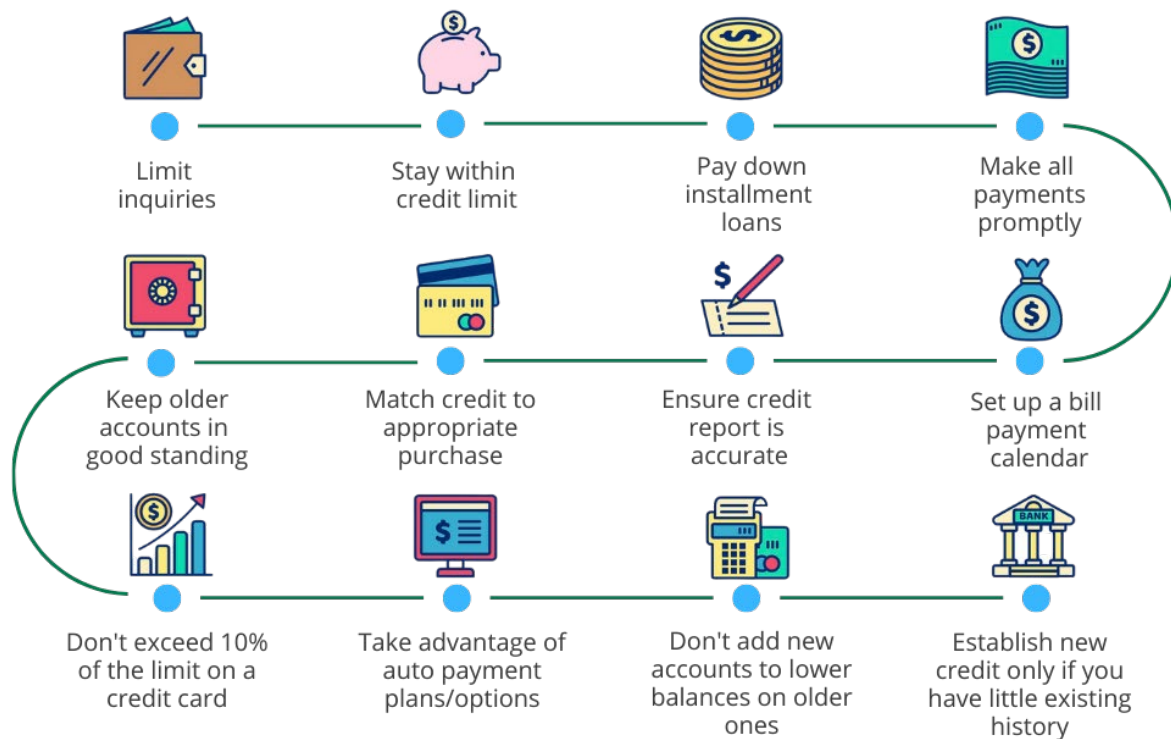 Limit
inquiries
Stay within
credit limit
Pay down
installment
loans
Make all
payments
promptly
Keep older
accounts in
good standing
Match credit to
appropriate
purchase
Ensure credit
report is
accurate
Set up a bill
payment
calendar
BANK
Don't exceed 10%
of the limit on a
credit card
Take advantage of
auto payment
plans/options
Don't add new
accounts to lower
balances on older
ones
Establish new
credit only if you
have little existing
history